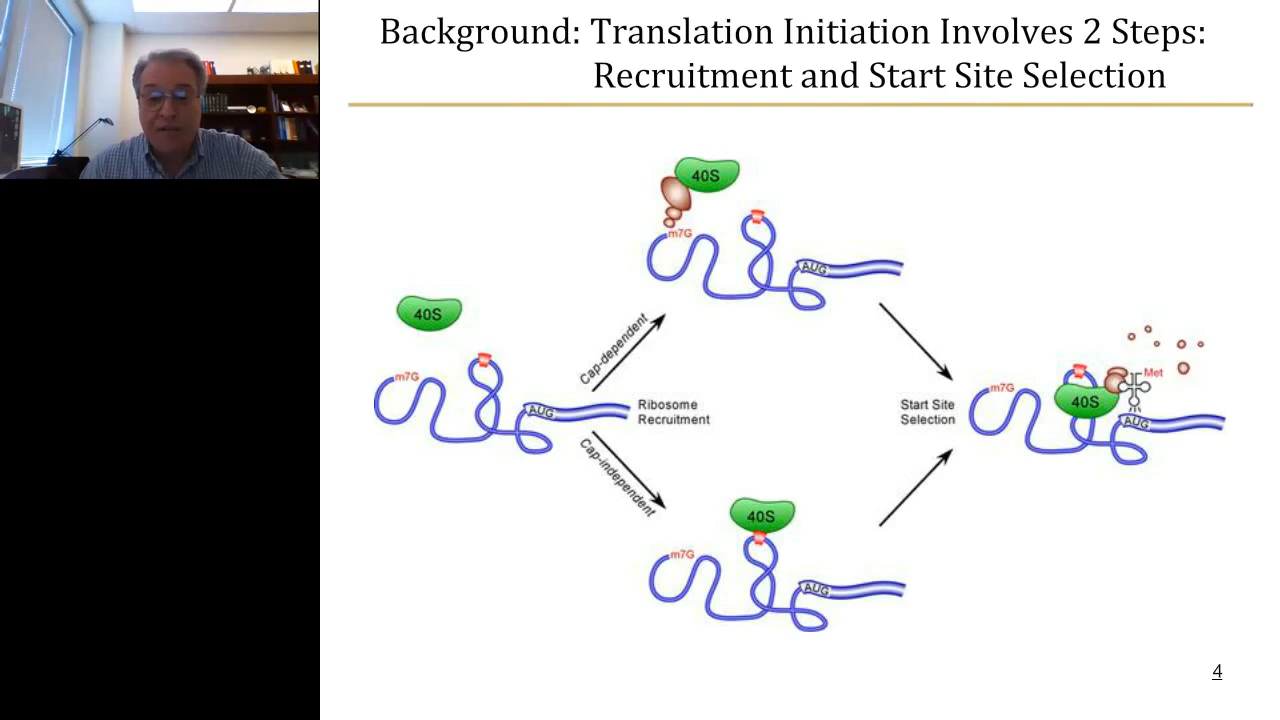 Background: Translation Initiation Involves 2 Steps:
Recruitment and Start Site Selection
40S
m7G
AUG
40S
m7G
AUG
Cap-dependent
Ribosome
Recruitment
Cap-independent
40S
m7G
AUG
Start Site
Selection
m7G
40S
Met
AUG
4